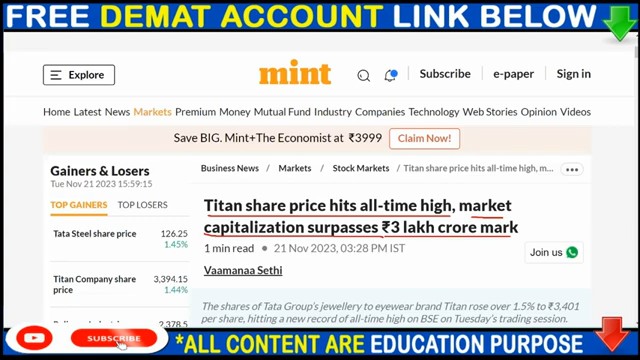 FREE DEMAT ACCOUNT LINK BELOW
Explore
mint
Subscribe
e-paper
Sign in
Home Latest News Markets Premium Money Mutual Fund Industry Companies Technology Web Stories Opinion Videos
Save BIG. Mint+The Economist at ₹3999
Claim Now!
Gainers & Losers
Tue Nov 21 2023 15:59:15
TOP GAINERS TOP LOSERS
Tata Steel share price 126.25
1.45%
Titan Company share price 3,394.15
1.44%
2,378.5
Business News / Markets / Stock Markets / Titan share price hits all-time high, m...
Titan share price hits all-time high, market
capitalization surpasses ₹3 lakh crore mark
1 min read • 21 Nov 2023, 03:28 PM IST
Join us
Vaamanaa Sethi
The shares of Tata Group's jewellery to eyewear brand Titan rose over 1.5% to ₹3,401
per share, hitting a new record of all-time high on BSE on Tuesday's trading session.
SUBSCRIBE
*ALL CONTENT ARE EDUCATION PURPOSE